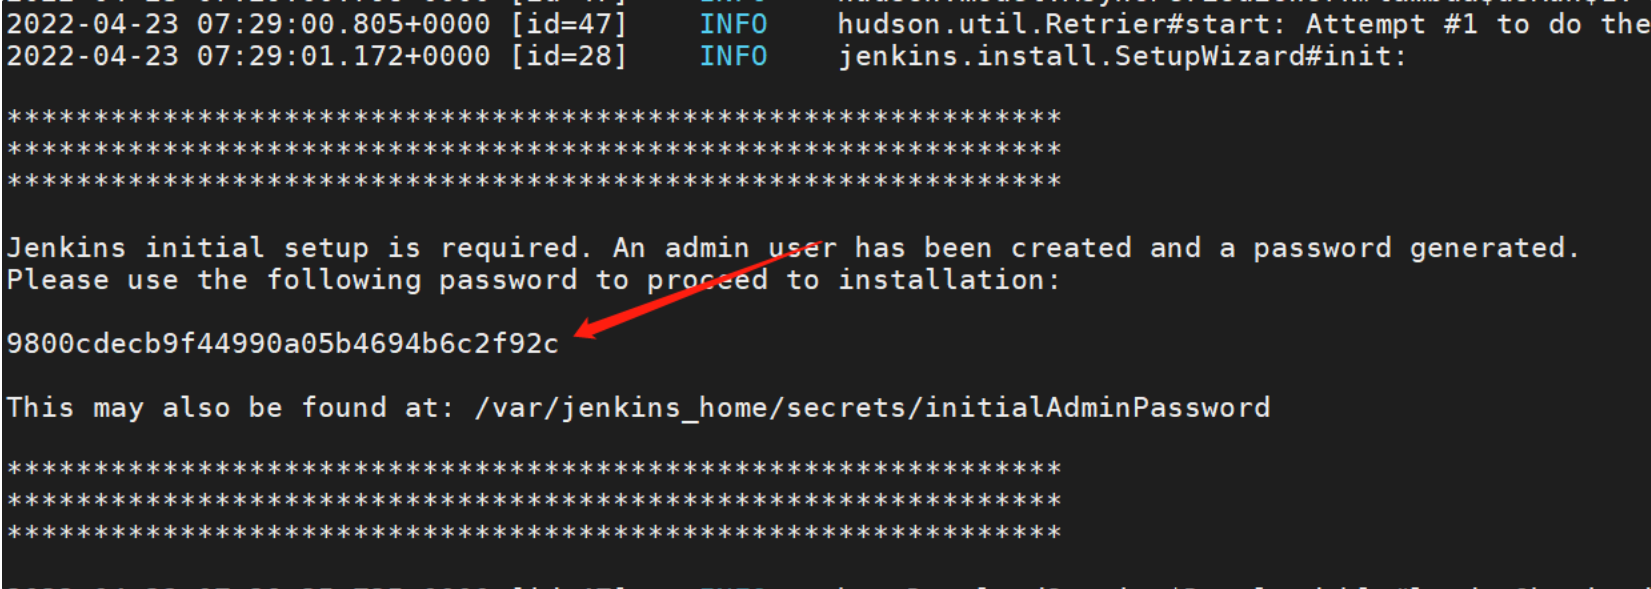 2022-04-23 07:29:00.805+0000 [id=47] INFO hudson.util.Retrier#start: Attempt #1 to do the
2022-04-23 07:29:01.172+0000 [id=28] INFO jenkins.install.SetupWizard#init:
*************************************************************
*************************************************************
*************************************************************
Jenkins initial setup is required. An admin user has been created and a password generated.
Please use the following password to proceed to installation:
9800cdecb9f44990a05b4694b6c2f92c
This may also be found at: /var/jenkins_home/secrets/initialAdminPassword
*************************************************************
*************************************************************
*************************************************************